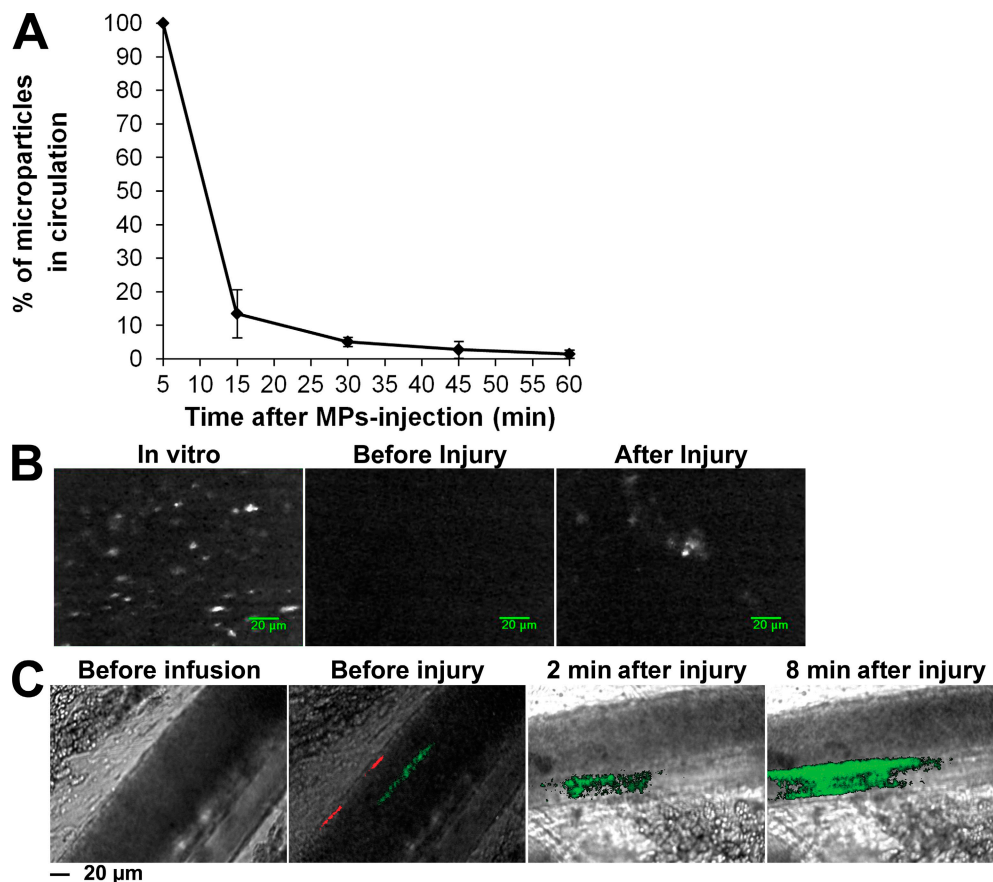 A
% of microparticles
in circulation
100
90
80
70
60
50
40
30
20
10
0
5 10 15 20 25 30 35 40 45 50 55 60
Time after MPs-injection (min)
B
In vitro Before Injury After Injury
20 µm 20 µm 20 µm
C
Before infusion Before injury 2 min after injury 8 min after injury
20 µm